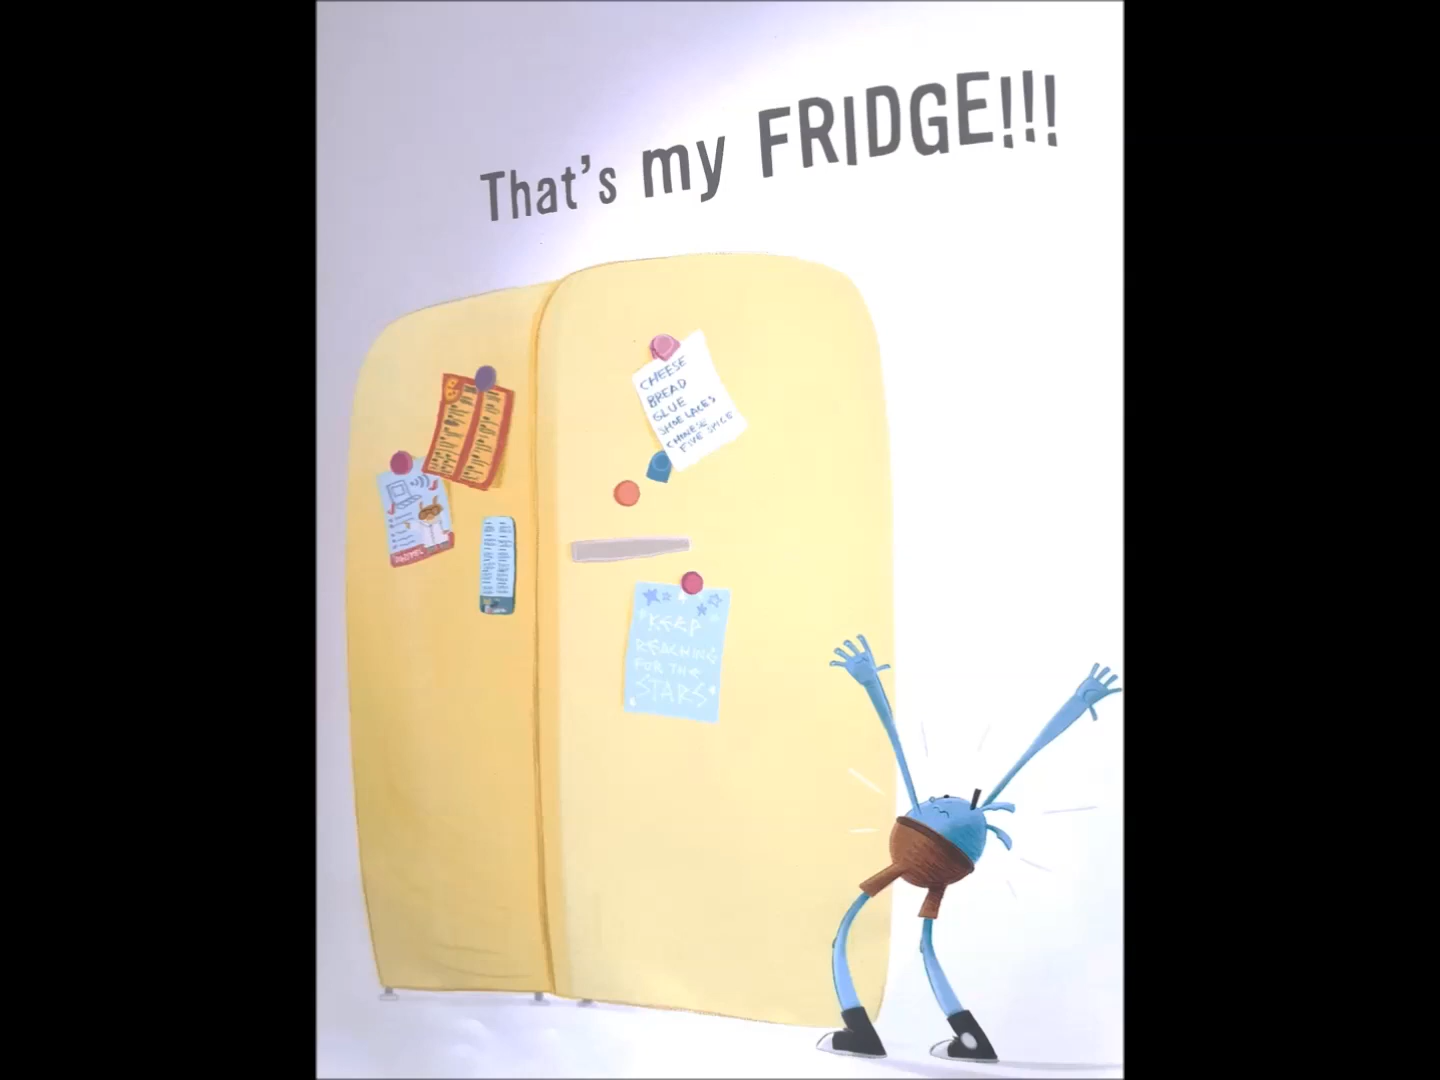 That's my FRIDGE!!!
CHEESE
BREAD
GLUE
SHOE LACES
CHINESE
FIVE SPICE
"KEEP
REACHING
FOR THE
STARS"